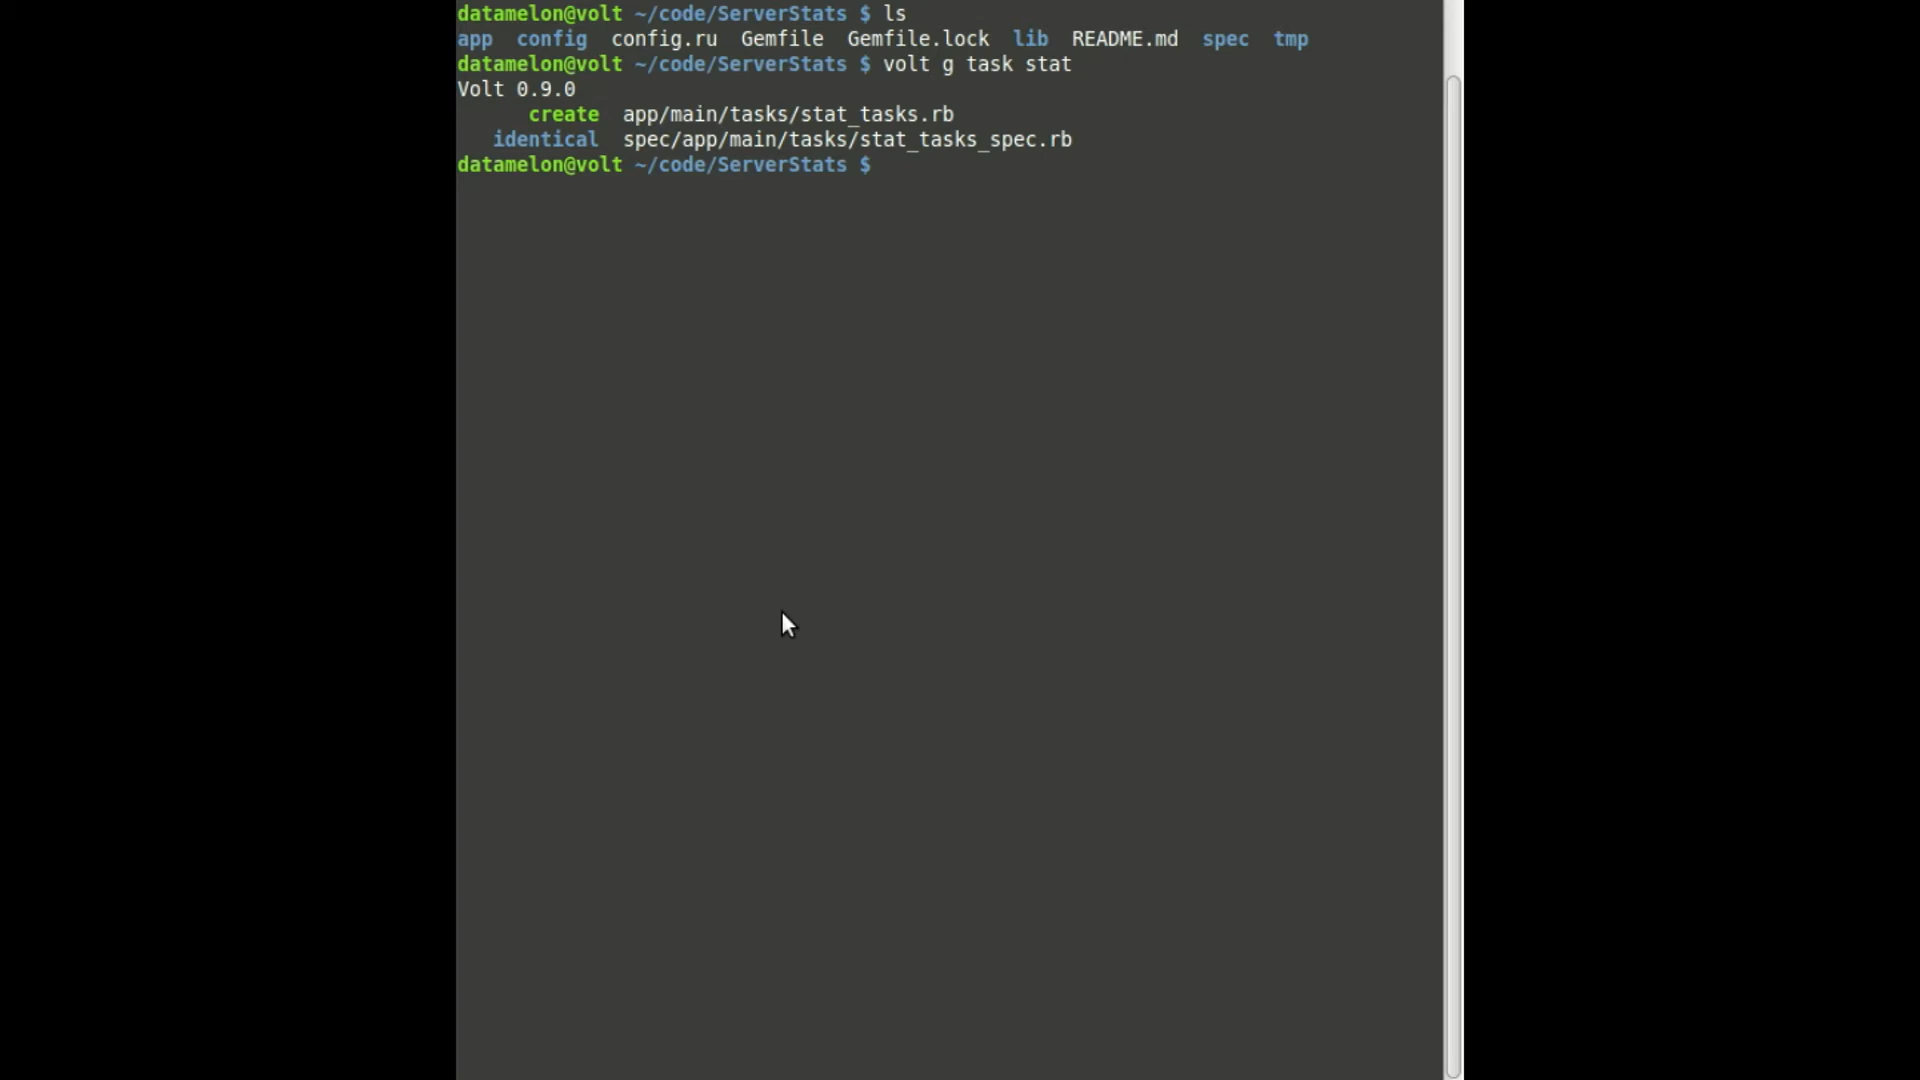 datamelon@volt ~/code/ServerStats $ ls
app  config  config.ru  Gemfile  Gemfile.lock  lib  README.md  spec  tmp
datamelon@volt ~/code/ServerStats $ volt g task stat
Volt 0.9.0
      create  app/main/tasks/stat_tasks.rb
   identical  spec/app/main/tasks/stat_tasks_spec.rb
datamelon@volt ~/code/ServerStats $